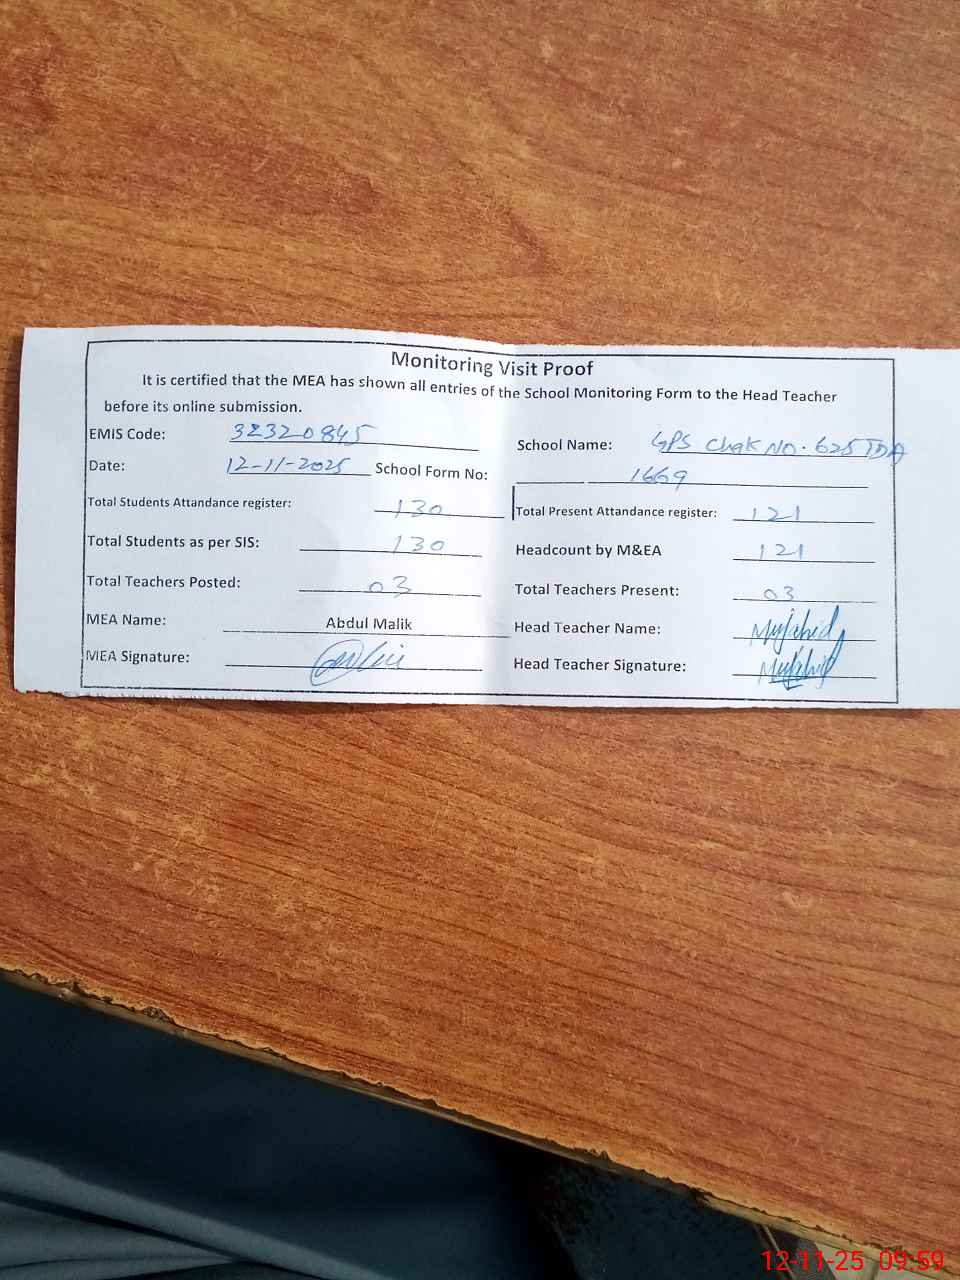 Monitoring Visit Proof
It is certified that the MEA has shown all entries of the School Monitoring Form to the Head Teacher
before its online submission.
EMIS Code: 32320845 School Name: GPS Chak NO. 625 TDA
Date: 12-11-2025 School Form No: 1669
Total Students Attandance register: 130 Total Present Attandance register: 121
Total Students as per SIS: 130 Headcount by M&EA 121
Total Teachers Posted: 03 Total Teachers Present: 03
MEA Name: Abdul Malik Head Teacher Name: Mujahid
MEA Signature: Head Teacher Signature: Mujahid
12-11-25 09:59